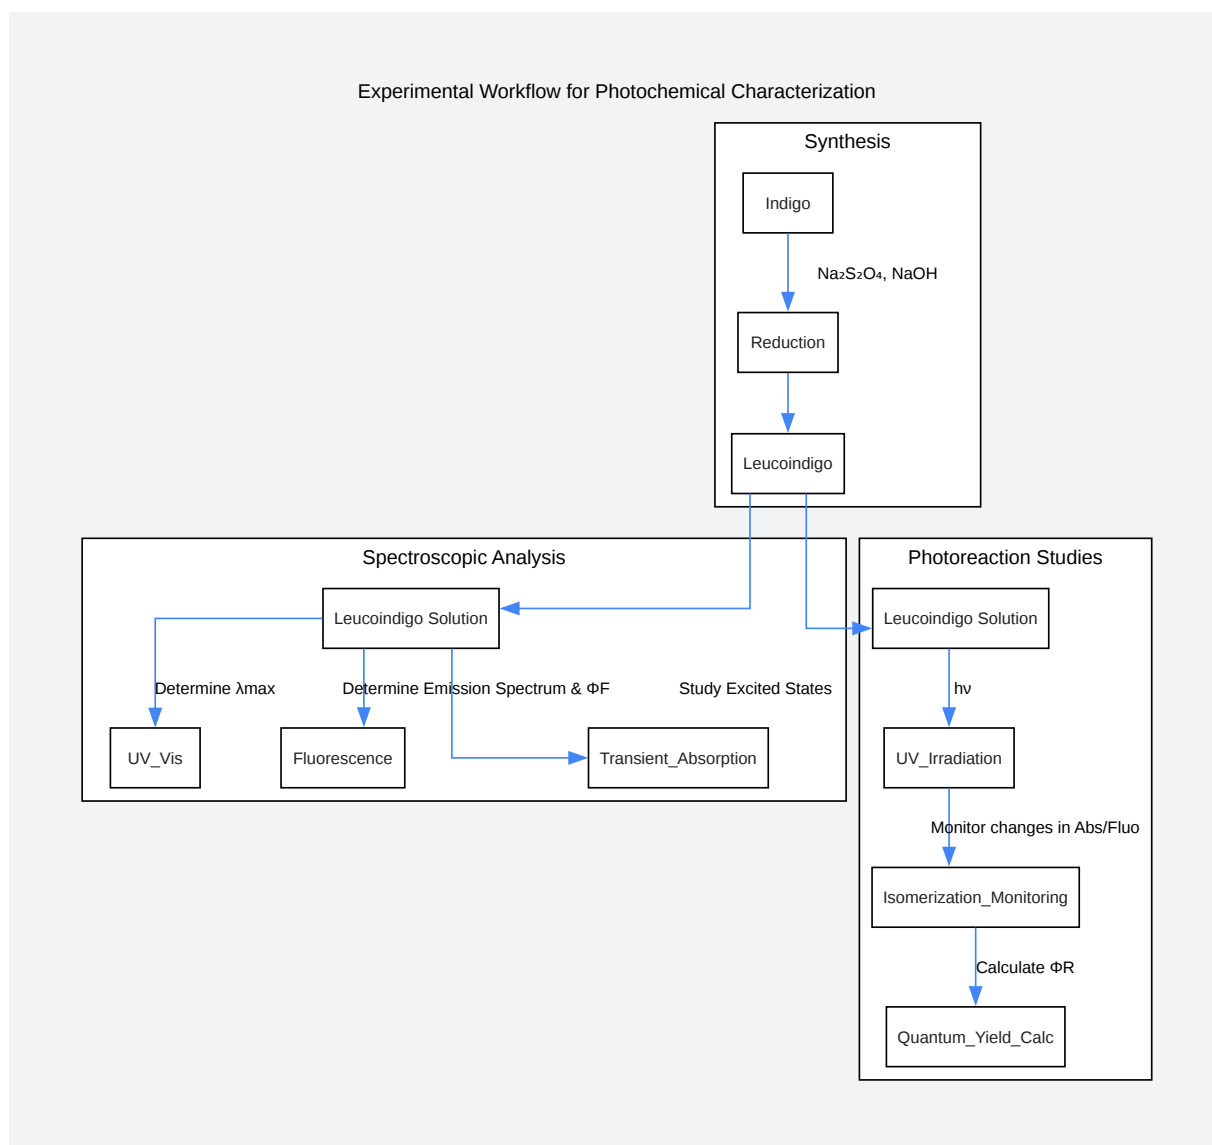 Experimental Workflow for Photochemical Characterization
Synthesis
Indigo
Na₂S₂O₄, NaOH
Reduction
Leucoindigo
Spectroscopic Analysis
Leucoindigo Solution
Determine λmax
Determine Emission Spectrum & ΦF
Study Excited States
UV_Vis
Fluorescence
Transient_Absorption
Photoreaction Studies
Leucoindigo Solution
hν
UV_Irradiation
Monitor changes in Abs/Fluo
Isomerization_Monitoring
Calculate ΦR
Quantum_Yield_Calc